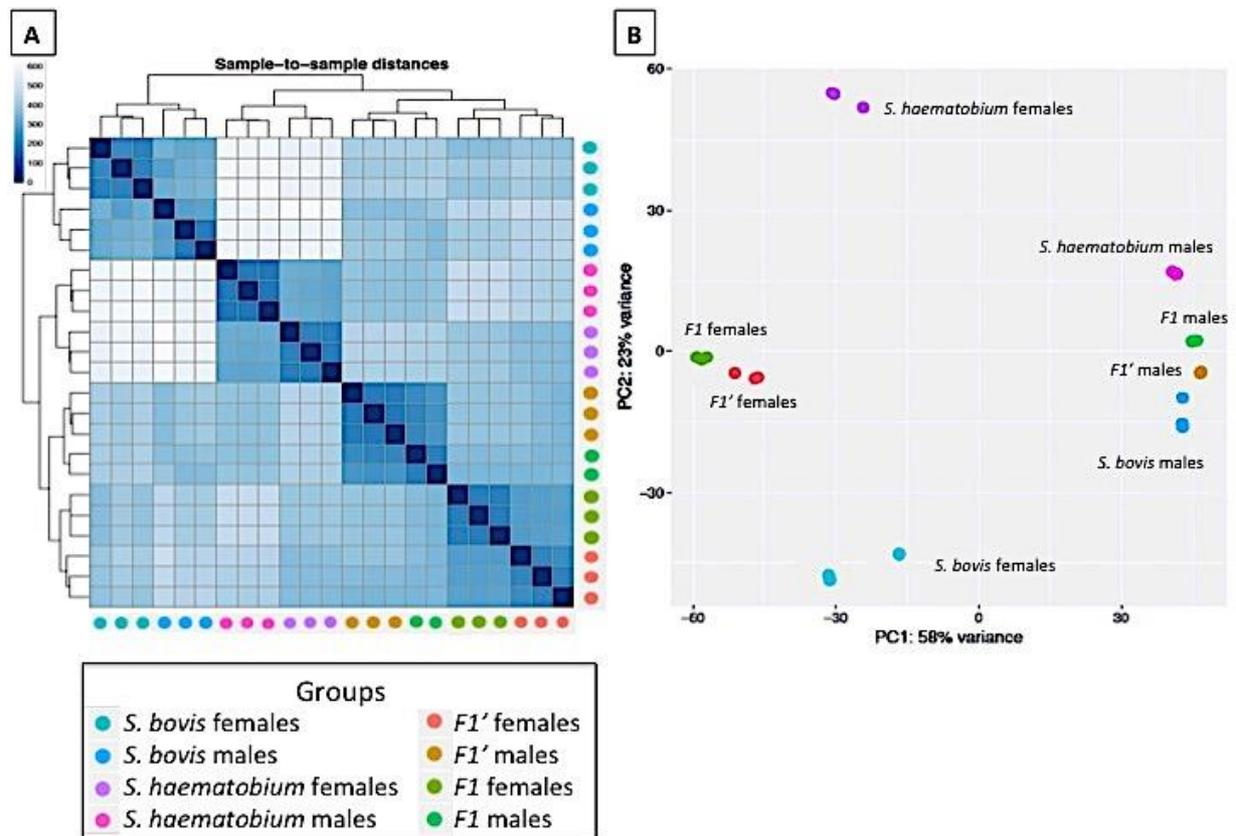 A
B
Sample-to-sample distances
600
500
400
300
200
100
0
60
30
0
-30
-60
-30
0
30
PC2: 23% variance
PC1: 58% variance
S. haematobium females
S. haematobium males
F1 males
F1' males
S. bovis males
F1 females
F1' females
S. bovis females
Groups
S. bovis females
S. bovis males
S. haematobium females
S. haematobium males
F1' females
F1' males
F1 females
F1 males